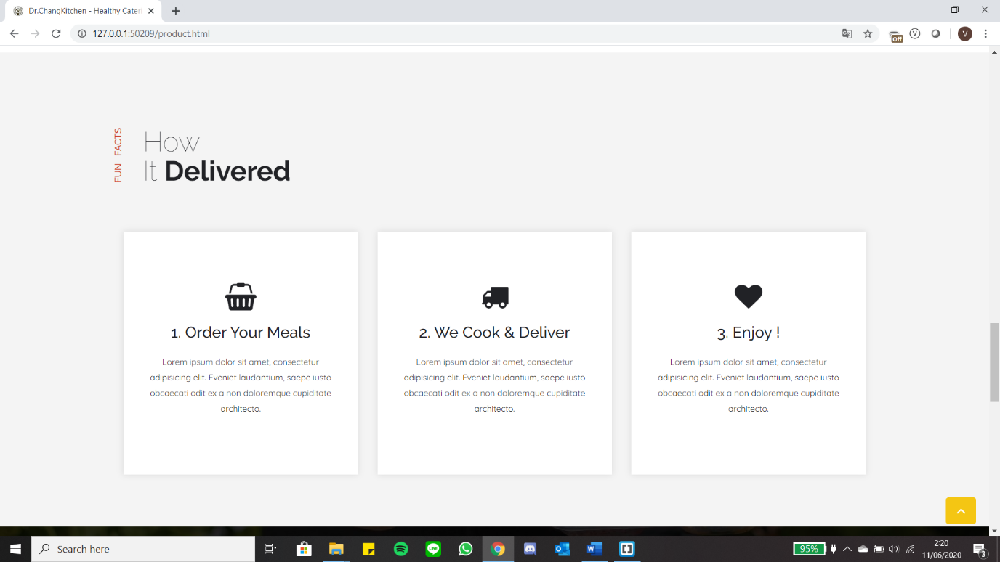 Dr.ChangKitchen - Healthy Cater
127.0.0.1:50209/product.html
Off
V
V
FUN FACTS
How
It Delivered
1. Order Your Meals
Lorem ipsum dolor sit amet, consectetur
adipisicing elit. Eveniet laudantium, saepe iusto
obcaecati odit ex a non doloremque cupiditate
architecto.
2. We Cook & Deliver
Lorem ipsum dolor sit amet, consectetur
adipisicing elit. Eveniet laudantium, saepe iusto
obcaecati odit ex a non doloremque cupiditate
architecto.
3. Enjoy !
Lorem ipsum dolor sit amet, consectetur
adipisicing elit. Eveniet laudantium, saepe iusto
obcaecati odit ex a non doloremque cupiditate
architecto.
Search here
95%
2:20
11/06/2020
3